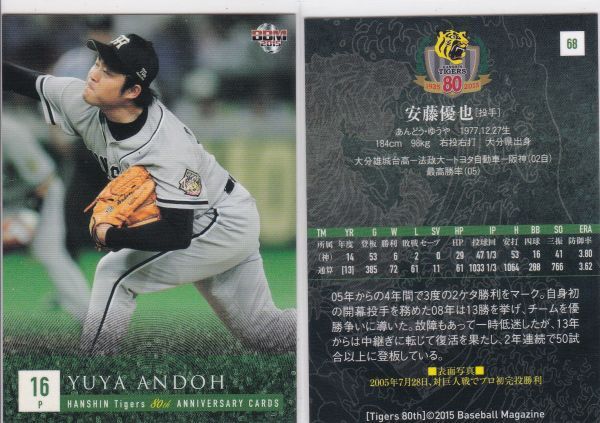 BBM
2015
16
P
YUYA ANDOH
HANSHIN Tigers 80th ANNIVERSARY CARDS
68
HANSHIN
TIGERS
1935 80 2015
安藤優也[投手]
あんどう・ゆうや 1977.12.27生
184cm 98kg 右投右打 大分県出身
大分雄城台高ー法政大ートヨタ自動車ー阪神(02自)
最高勝率(05)
TM YR G W L SV HP IP H BB SO ERA
所属 年度 登板 勝利 敗戦 セーブ HP 投球回 安打 四球 三振 防御率
(神) 14 53 6 2 0 29 47 1/3 53 16 41 3.80
通算 [13] 385 72 61 11 61 1033 1/3 1064 298 766 3.62
05年からの4年間で3度の2ケタ勝利をマーク。自身初
の開幕投手を務めた08年は13勝を挙げ、チームを優
勝争いに導いた。故障もあって一時低迷したが、13年
からは中継ぎに転じて復活を果たし、2年連続で50試
合以上に登板している。
■表面写真■
2005年7月28日、対巨人戦でプロ初完投勝利
[Tigers 80th]©2015 Baseball Magazine